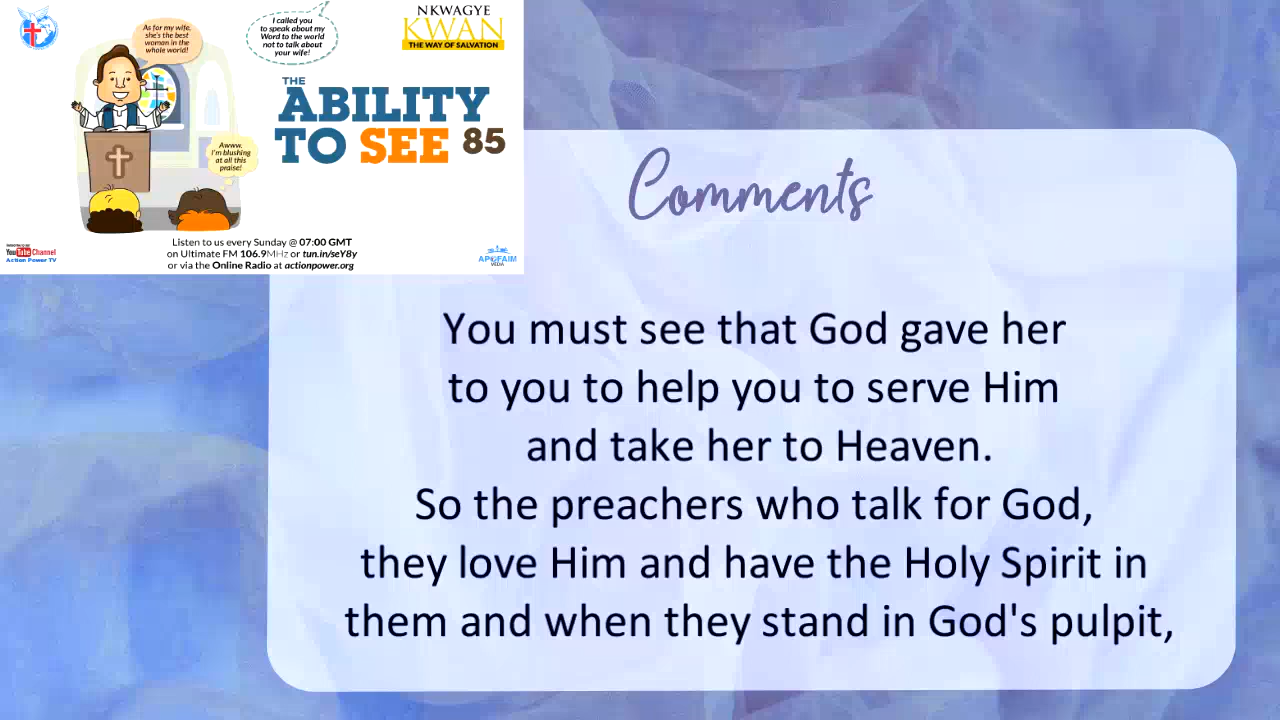 As for my wife,
she's the best
woman in the
whole world!
I called you
to speak about my
Word to the world
not to talk about
your wife!
NKWAGYE
KWAN
THE WAY OF SALVATION
THE
ABILITY
TO SEE 85
Awww,
I'm blushing
at all this
praise!
Listen to us every Sunday @ 07:00 GMT
on Ultimate FM 106.9MHz or tun.in/seY8y
or via the Online Radio at actionpower.org
YouTube Channel
Action Power TV
APOFAIM
MEDIA
Comments
You must see that God gave her
to you to help you to serve Him
and take her to Heaven.
So the preachers who talk for God,
they love Him and have the Holy Spirit in
them and when they stand in God's pulpit,